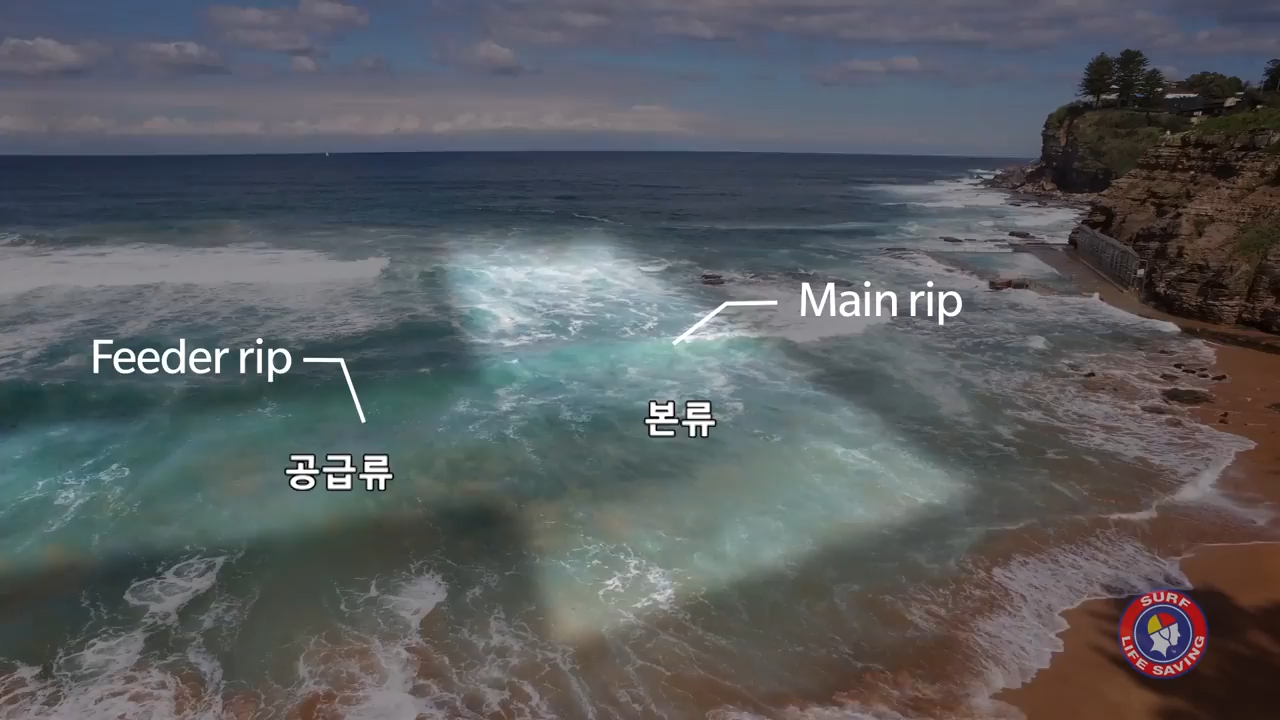 Main rip
Feeder rip
본류
공급류
SURF
LIFE SAVING